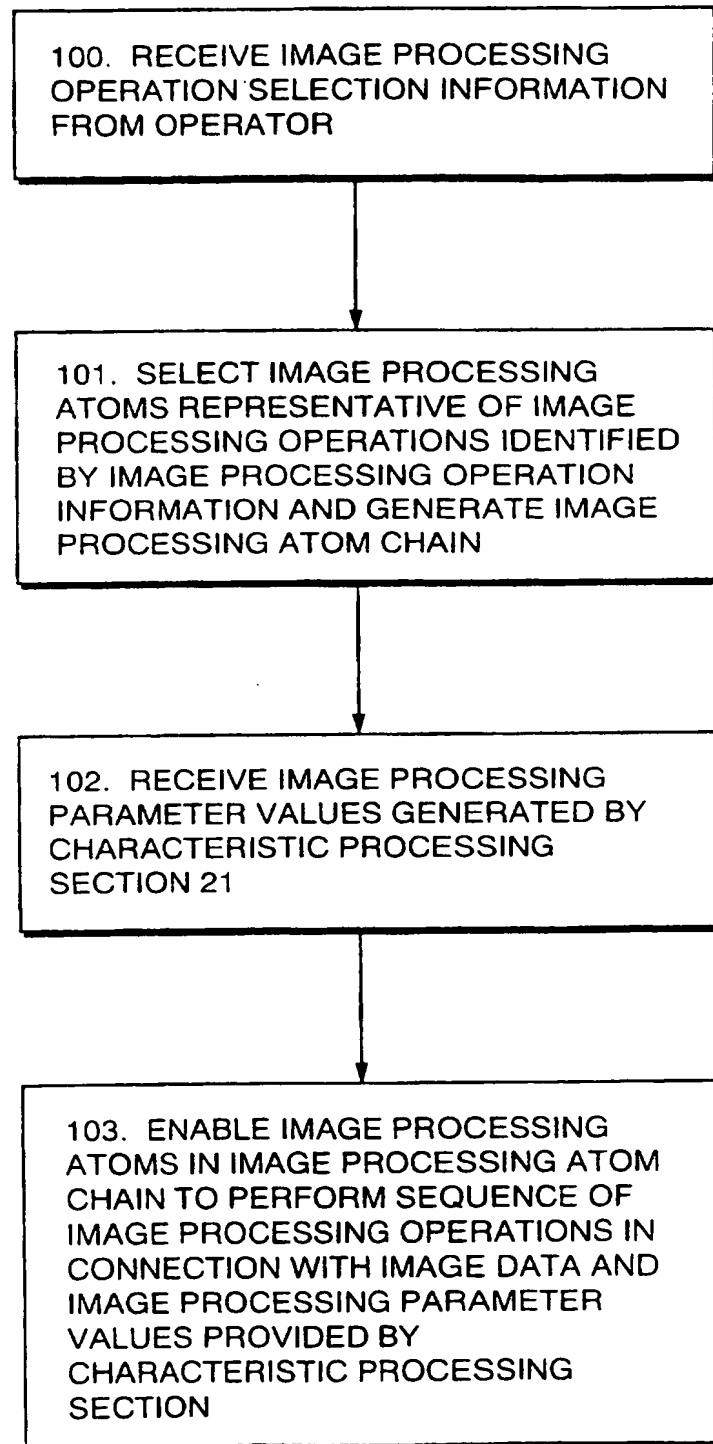 100. RECEIVE IMAGE PROCESSING
OPERATION SELECTION INFORMATION
FROM OPERATOR
101. SELECT IMAGE PROCESSING
ATOMS REPRESENTATIVE OF IMAGE
PROCESSING OPERATIONS IDENTIFIED
BY IMAGE PROCESSING OPERATION
INFORMATION AND GENERATE IMAGE
PROCESSING ATOM CHAIN
102. RECEIVE IMAGE PROCESSING
PARAMETER VALUES GENERATED BY
CHARACTERISTIC PROCESSING
SECTION 21
103. ENABLE IMAGE PROCESSING
ATOMS IN IMAGE PROCESSING ATOM
CHAIN TO PERFORM SEQUENCE OF
IMAGE PROCESSING OPERATIONS IN
CONNECTION WITH IMAGE DATA AND
IMAGE PROCESSING PARAMETER
VALUES PROVIDED BY
CHARACTERISTIC PROCESSING
SECTION